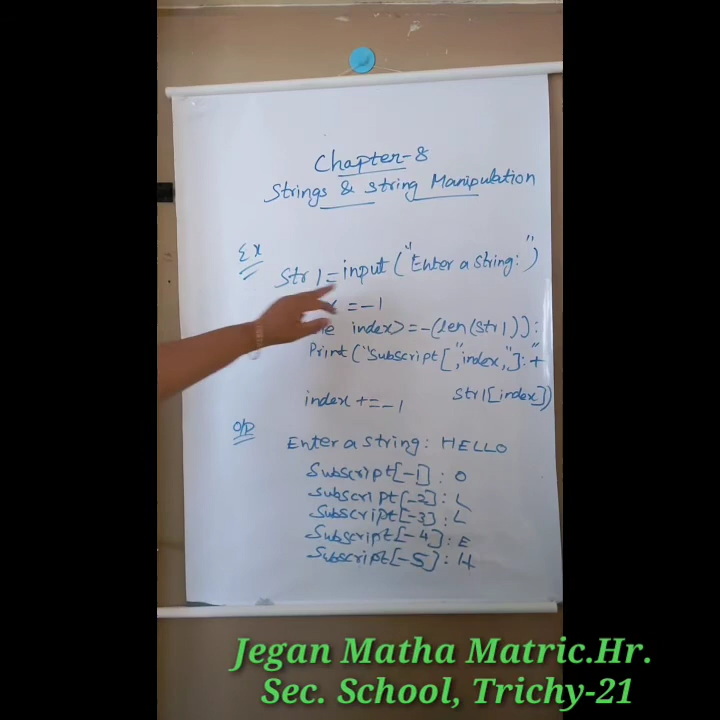 Chapter-8
Strings & String Manipulation
Ex
Str1=input("Enter a string:")
=-1
index>=-(len(str1)):
Print("Subscript[",index,"]:"+
str1[index])
index+=-1
O/P
Enter a string: HELLO
Subscript[-1]: O
Subscript[-2]: L
Subscript[-3]: L
Subscript[-4]: E
Subscript[-5]: H
Jegan Matha Matric.Hr.
Sec. School, Trichy-21